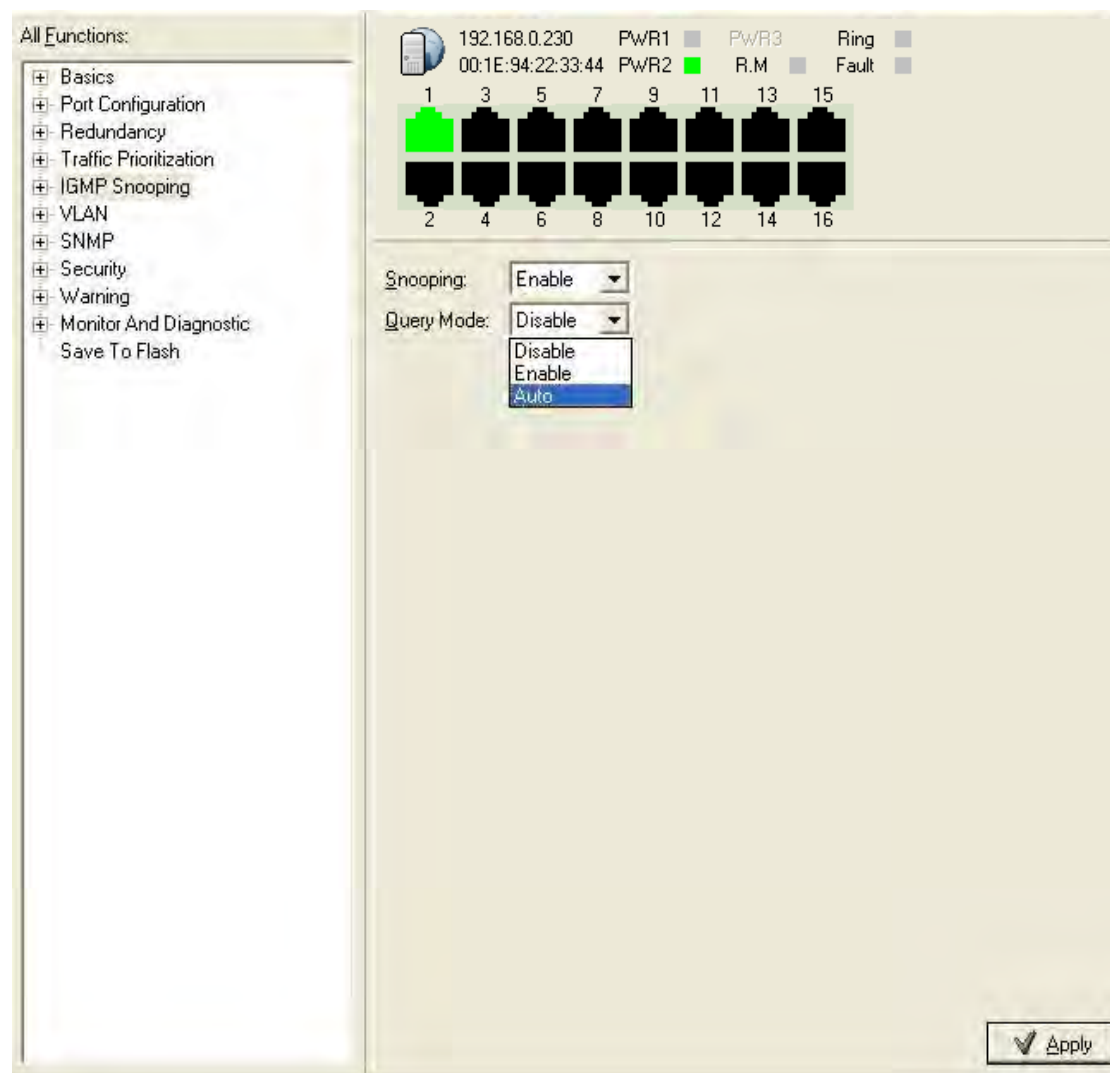 All Functions:
Basics
Port Configuration
Redundancy
Traffic Prioritization
IGMP Snooping
VLAN
SNMP
Security
Warning
Monitor And Diagnostic
Save To Flash
192.168.0.230 PWR1 PWR3 Ring
00:1E:94:22:33:44 PWR2 R.M Fault
1 3 5 7 9 11 13 15
2 4 6 8 10 12 14 16
Snooping: Enable
Query Mode: Disable
Disable
Enable
Auto
Apply